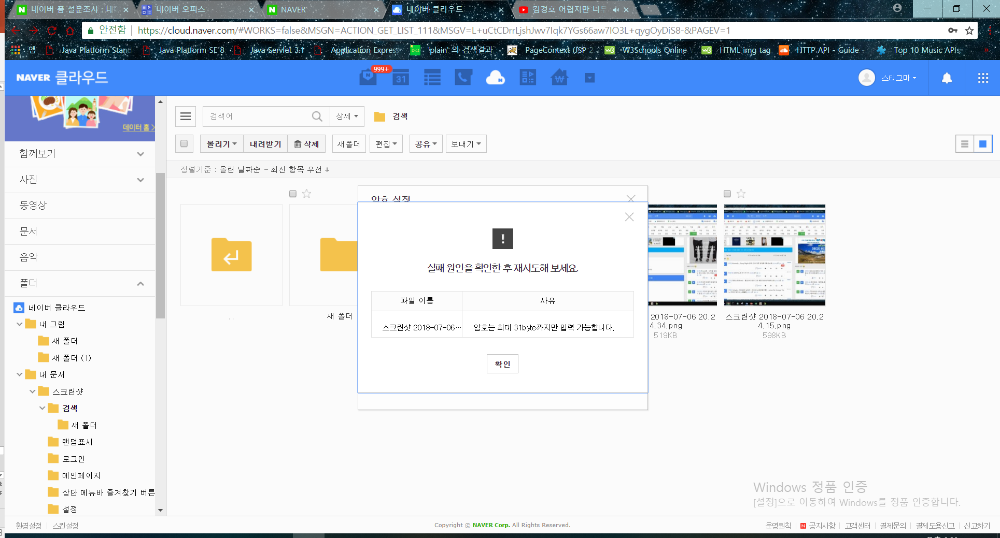 네이버 폼 설문조사 : 네
네이버 오피스
NAVER
네이버 클라우드
김경호 어렵지만 너무
안전함
https://cloud.naver.com/#WORKS=false&MSGN=ACTION_GET_LIST_111&MSGV=L+uCtCDrrLjshJwv7Iqk7YGs66aw7IO3L+qygOyDiS8-&PAGEV=1
앱
Java Platform Stand
Java Platform SE 8
Java Servlet 3.1
Application Express
'plain' 의 검색결과
PageContext (JSP 2.
W3Schools Online
HTML img tag
HTTP API - Guide
Top 10 Music APIs
NAVER 클라우드
999+
31
스티그마
데이터 홈
검색어
상세
검색
올리기
내려받기
삭제
새폴더
편집
공유
보내기
정렬기준 : 올린 날짜순 - 최신 항목 우선 ↓
함께보기
사진
동영상
문서
음악
폴더
네이버 클라우드
내 그림
새 폴더
새 폴더 (1)
내 문서
스크린샷
검색
새 폴더
랜덤표시
로그인
메인페이지
상단 메뉴바 즐겨찾기 버튼
설정
..
새 폴더
암호 설정
실패 원인을 확인한 후 재시도해 보세요.
파일 이름
사유
스크린샷 2018-07-06…
암호는 최대 31byte까지만 입력 가능합니다.
확인
2018-07-06 20.2
4.34.png
519KB
스크린샷 2018-07-06 20.2
4.15.png
598KB
Windows 정품 인증
[설정]으로 이동하여 Windows를 정품 인증합니다.
환경설정
스킨설정
Copyright © NAVER Corp. All Rights Reserved.
운영원칙
공지사항
고객센터
결제문의
결제도용신고
신고하기